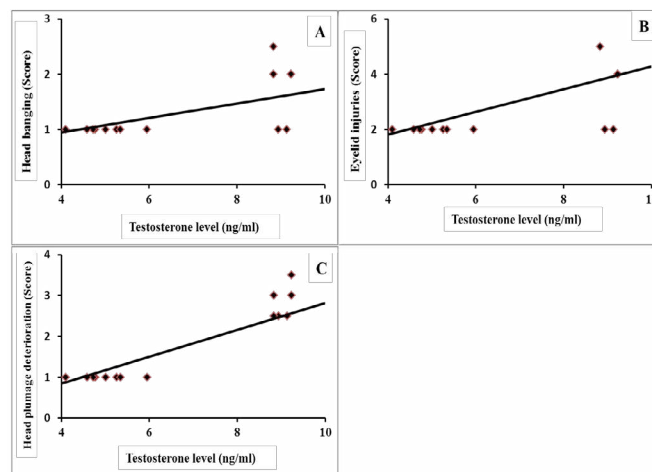 A
Head banging (Score)
3
2
1
0
4
6
8
10
Testosterone level (ng/ml)
B
Eyelid injuries (Score)
6
4
2
0
4
6
8
1
Testosterone level (ng/ml)
C
Head plumage deterioration (Score)
4
3
2
1
0
4
6
8
10
Testosterone level (ng/ml)